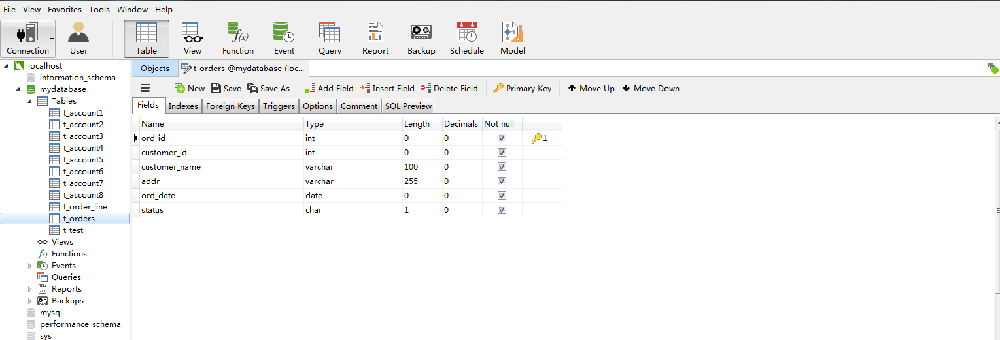 File View Favorites Tools Window Help
Connection User Table View Function Event Query Report Backup Schedule Model
localhost
information_schema
mydatabase
Tables
t_account1
t_account2
t_account3
t_account4
t_account5
t_account6
t_account7
t_account8
t_order_line
t_orders
t_test
Views
Functions
Events
Queries
Reports
Backups
mysql
performance_schema
sys
Objects t_orders @mydatabase (loc...
New Save Save As Add Field Insert Field Delete Field Primary Key Move Up Move Down
Fields Indexes Foreign Keys Triggers Options Comment SQL Preview
Name Type Length Decimals Not null
ord_id int 0 0 1
customer_id int 0 0
customer_name varchar 100 0
addr varchar 255 0
ord_date date 0 0
status char 1 0